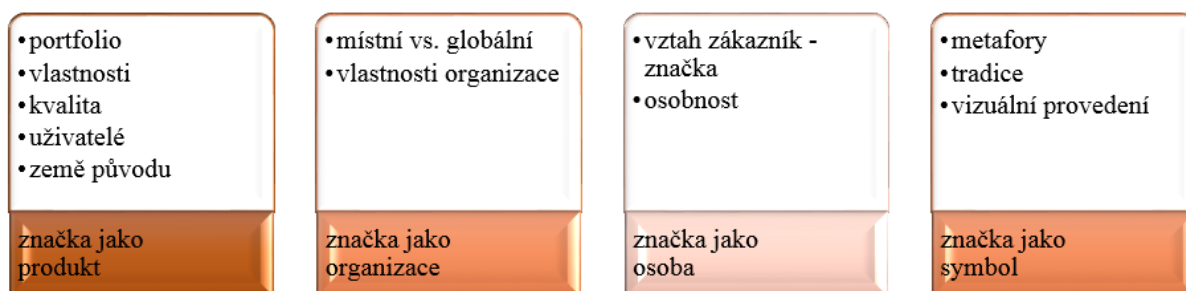 •portfolio
•vlastnosti
•kvalita
•uživatelé
•země původu
značka jako
produkt
•místní vs. globální
•vlastnosti organizace
značka jako
organizace
•vztah zákazník -
značka
•osobnost
značka jako
osoba
•metafory
•tradice
•vizuální provedení
značka jako
symbol